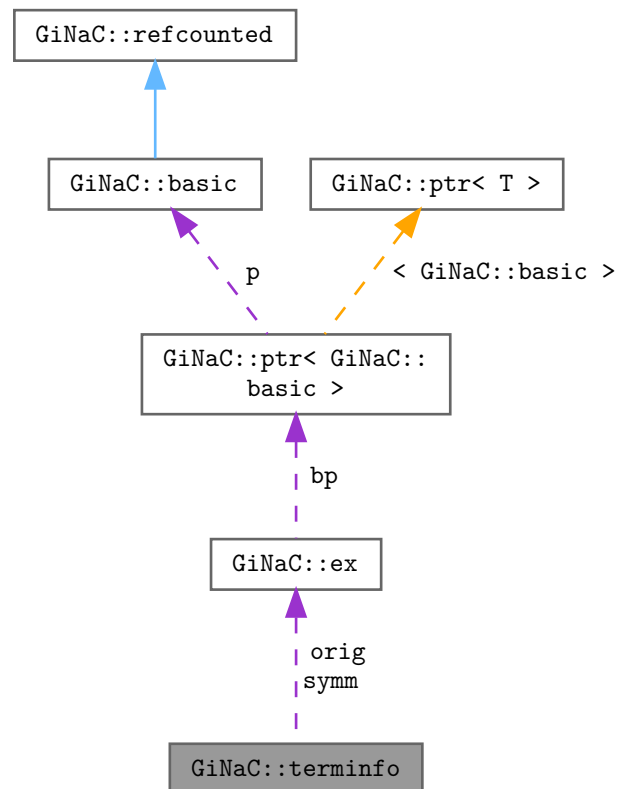 GiNaC::refcounted
GiNaC::basic
GiNaC::ptr< T >
p
< GiNaC::basic >
GiNaC::ptr< GiNaC::
basic >
bp
GiNaC::ex
orig
symm
GiNaC::terminfo